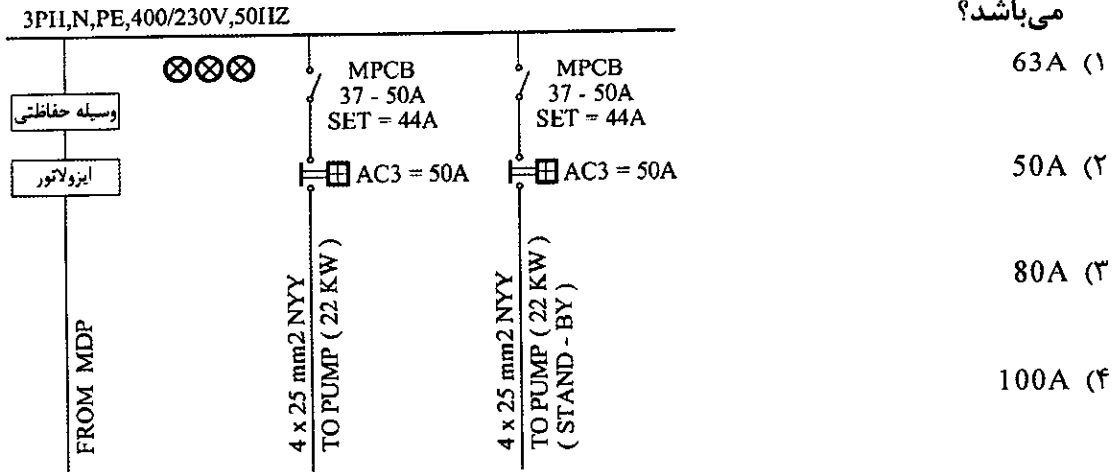 می‌باشد؟
3PH,N,PE,400/230V,50HZ
MPCB
37 - 50A
SET = 44A
MPCB
37 - 50A
SET = 44A
وسیله حفاظتی
ایزولاتور
AC3 = 50A
AC3 = 50A
FROM MDP
4 x 25 mm2 NYY
TO PUMP ( 22 KW )
4 x 25 mm2 NYY
TO PUMP ( 22 KW )
( STAND - BY )
۱) 63A
۲) 50A
۳) 80A
۴) 100A